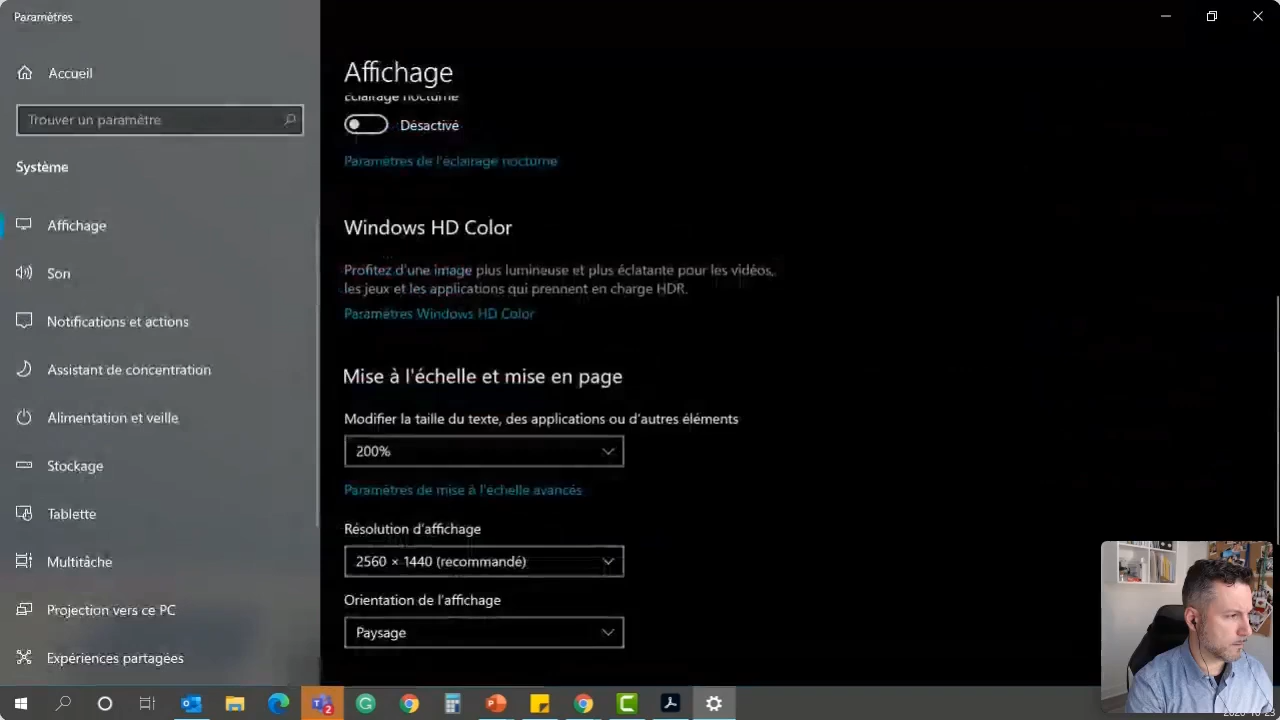 Paramètres
Accueil
Trouver un paramètre
Système
Affichage
Son
Notifications et actions
Assistant de concentration
Alimentation et veille
Stockage
Tablette
Multitâche
Projection vers ce PC
Expériences partagées
Affichage
Éclairage nocturne
Désactivé
Paramètres de l'éclairage nocturne
Windows HD Color
Profitez d'une image plus lumineuse et plus éclatante pour les vidéos,
les jeux et les applications qui prennent en charge HDR.
Paramètres Windows HD Color
Mise à l'échelle et mise en page
Modifier la taille du texte, des applications ou d'autres éléments
200%
Paramètres de mise à l'échelle avancés
Résolution d'affichage
2560 × 1440 (recommandé)
Orientation de l'affichage
Paysage